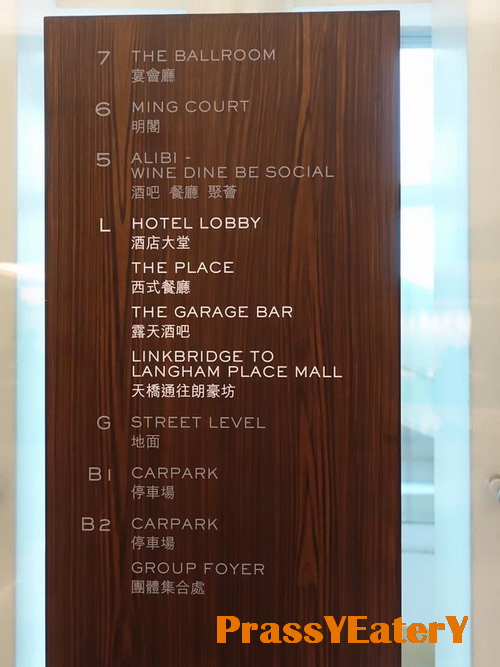 7 THE BALLROOM
宴會廳
6 MING COURT
明閣
5 ALIBI -
WINE DINE BE SOCIAL
酒吧 餐廳 聚薈
L HOTEL LOBBY
酒店大堂
THE PLACE
西式餐廳
THE GARAGE BAR
露天酒吧
LINKBRIDGE TO
LANGHAM PLACE MALL
天橋通往朗豪坊
G STREET LEVEL
地面
B1 CARPARK
停車場
B2 CARPARK
停車場
GROUP FOYER
團體集合處
PrassYEaterY